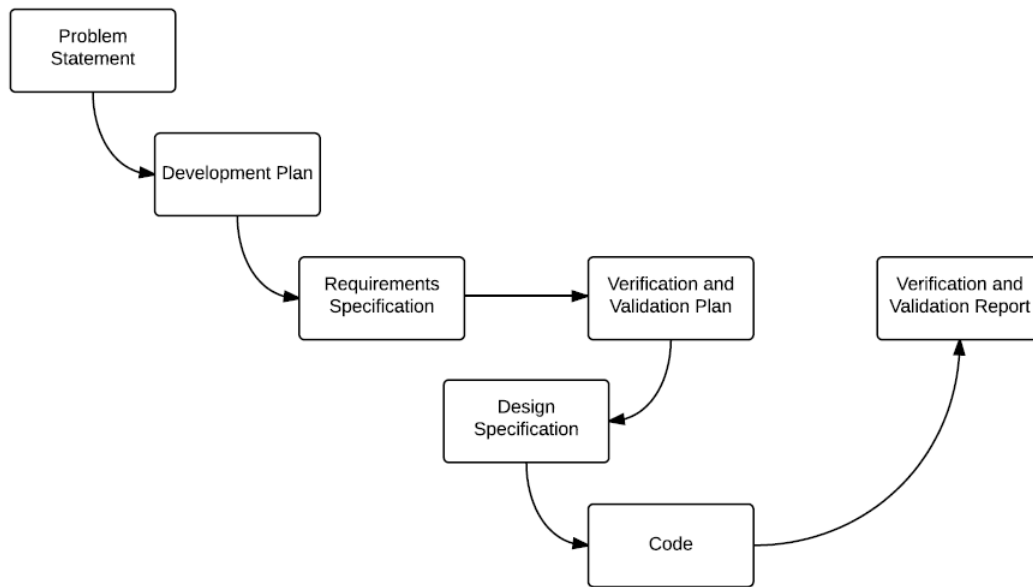 Problem
Statement
Development Plan
Requirements
Specification
Verification and
Validation Plan
Verification and
Validation Report
Design
Specification
Code